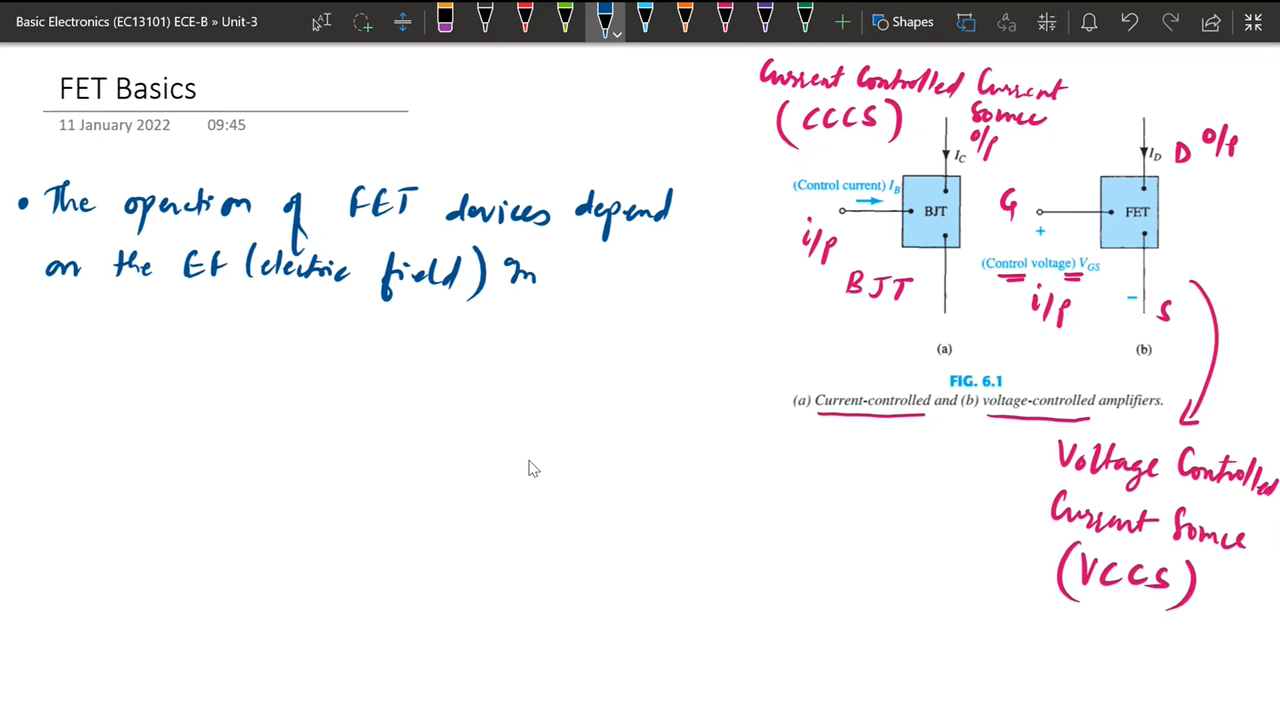 Basic Electronics (EC13101) ECE-B » Unit-3
Shapes
FET Basics
11 January 2022 09:45
• The operation of FET devices depend
on the EF (electric field) In
Current Controlled Current
(CCCS) Source
O/P
IC
(Control current) IB
BJT
i/p
BJT
(a)
ID
D O/P
G
FET
+
(Control voltage) VGS
i/p
− S
(b)
FIG. 6.1
(a) Current-controlled and (b) voltage-controlled amplifiers.
Voltage Controlled
Current Source
(VCCS)